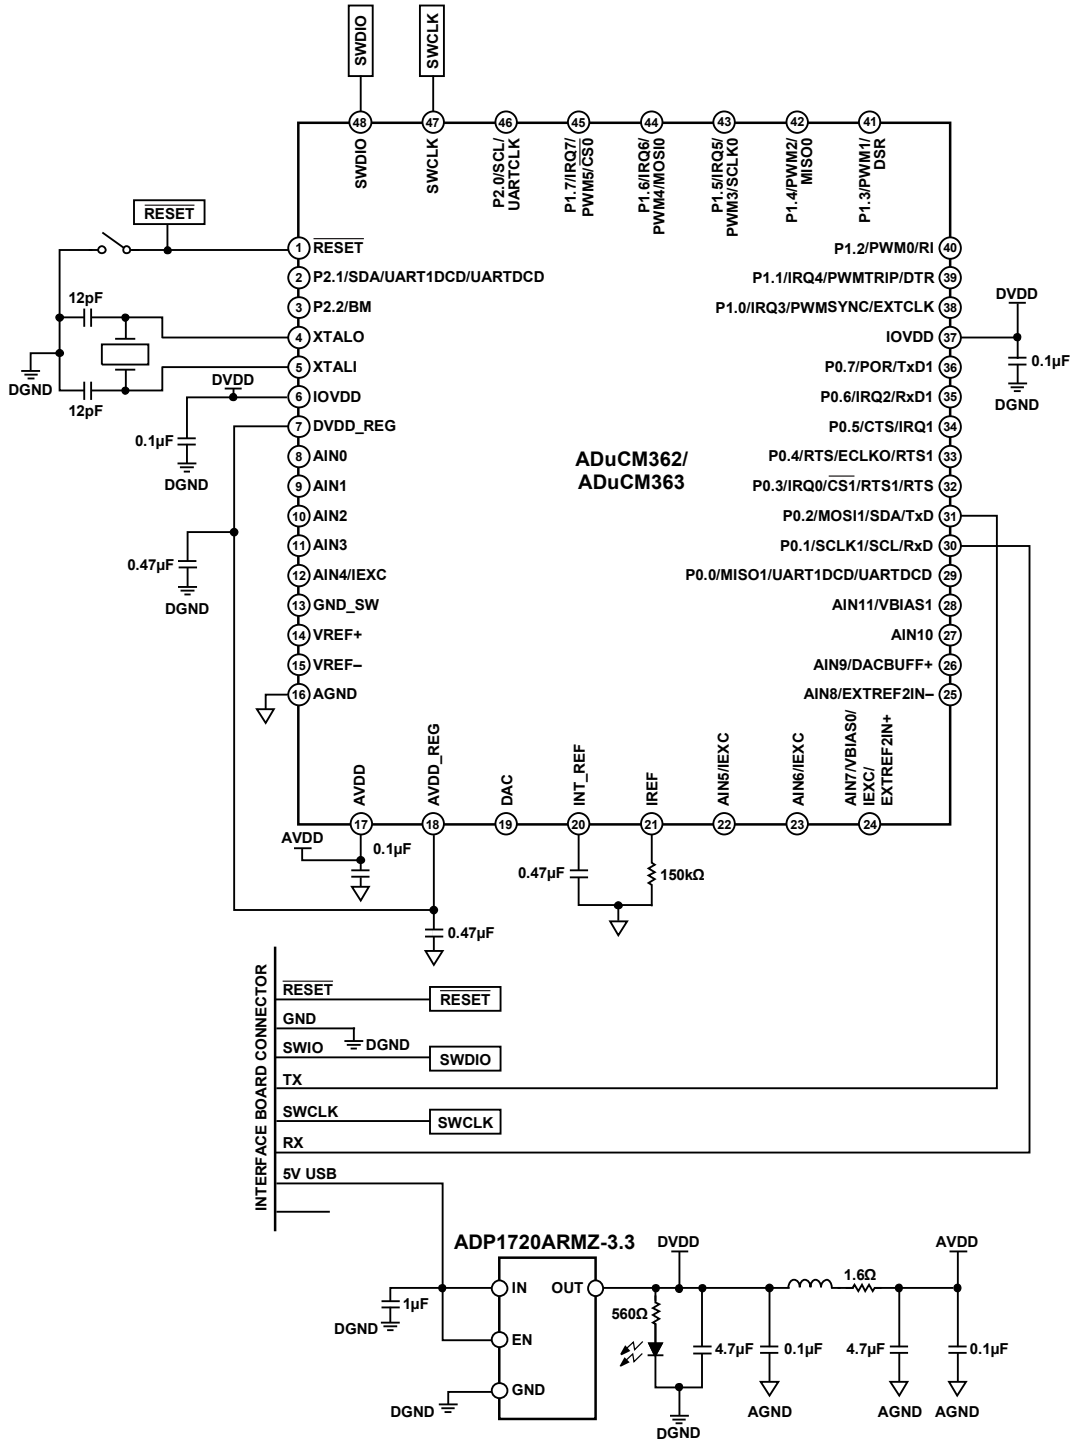 SWDIO
SWCLK
48
47
46
45
44
43
42
41
SWDIO
SWCLK
P2.0/SCL/
UARTCLK
P1.7/IRQ7/
PWM5/CS0
P1.6/IRQ6/
PWM4/MOSI0
P1.5/IRQ5/
PWM3/SCLK0
P1.4/PWM2/
MISO0
P1.3/PWM1/
DSR
RESET
1 RESET
2 P2.1/SDA/UART1DCD/UARTDCD
3 P2.2/BM
4 XTALO
5 XTALI
6 IOVDD
7 DVDD_REG
8 AIN0
9 AIN1
10 AIN2
11 AIN3
12 AIN4/IEXC
13 GND_SW
14 VREF+
15 VREF–
16 AGND
12pF
DGND
12pF
DVDD
0.1µF
DGND
0.47µF
DGND
ADuCM362/
ADuCM363
P1.2/PWM0/RI 40
P1.1/IRQ4/PWMTRIP/DTR 39
P1.0/IRQ3/PWMSYNC/EXTCLK 38
IOVDD 37
P0.7/POR/TxD1 36
P0.6/IRQ2/RxD1 35
P0.5/CTS/IRQ1 34
P0.4/RTS/ECLKO/RTS1 33
P0.3/IRQ0/CS1/RTS1/RTS 32
P0.2/MOSI1/SDA/TxD 31
P0.1/SCLK1/SCL/RxD 30
P0.0/MISO1/UART1DCD/UARTDCD 29
AIN11/VBIAS1 28
AIN10 27
AIN9/DACBUFF+ 26
AIN8/EXTREF2IN– 25
DVDD
0.1µF
DGND
AVDD
AVDD_REG
DAC
INT_REF
IREF
AIN5/IEXC
AIN6/IEXC
AIN7/VBIAS0/
IEXC/
EXTREF2IN+
17
18
19
20
21
22
23
24
AVDD
0.1µF
0.47µF
150kΩ
0.47µF
INTERFACE BOARD CONNECTOR
RESET
RESET
GND
DGND
SWIO
SWDIO
TX
SWCLK
SWCLK
RX
5V USB
ADP1720ARMZ-3.3
IN
OUT
EN
GND
1µF
DGND
DGND
DVDD
560Ω
4.7µF
0.1µF
1.6Ω
AVDD
4.7µF
0.1µF
DGND
AGND
AGND
AGND